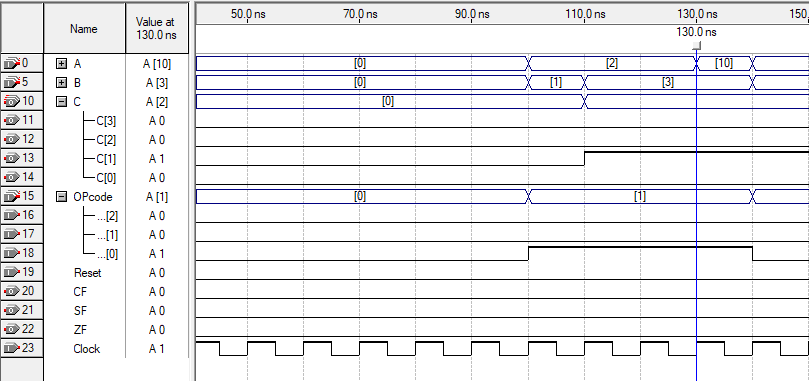 50.0 ns 70.0 ns 90.0 ns 110.0 ns 130.0 ns 150.
Name Value at 130.0 ns 130.0 ns
0 A A [10] [0] [2] [10]
5 B A [3] [0] [1] [3]
10 C A [2] [0]
11 C[3] A 0
12 C[2] A 0
13 C[1] A 1
14 C[0] A 0
15 OPcode A [1] [0] [1]
16 ...[2] A 0
17 ...[1] A 0
18 ...[0] A 1
19 Reset A 0
20 CF A 0
21 SF A 0
22 ZF A 0
23 Clock A 1